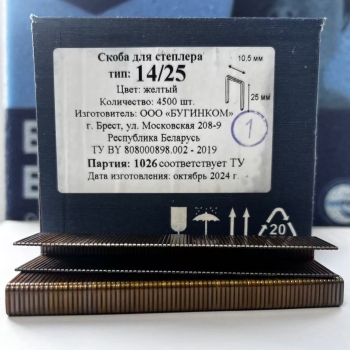 Скоба для степлера
тип: 14/25
Цвет: желтый
Количество: 4500 шт.
Изготовитель: ООО «БУГИНКОМ»
г. Брест, ул. Московская 208-9
Республика Беларусь
ТУ BY 808000898.002 - 2019
Партия: 1026 соответствует ТУ
Дата изготовления: октябрь 2024 г.
10,5 мм
25 мм
1
20